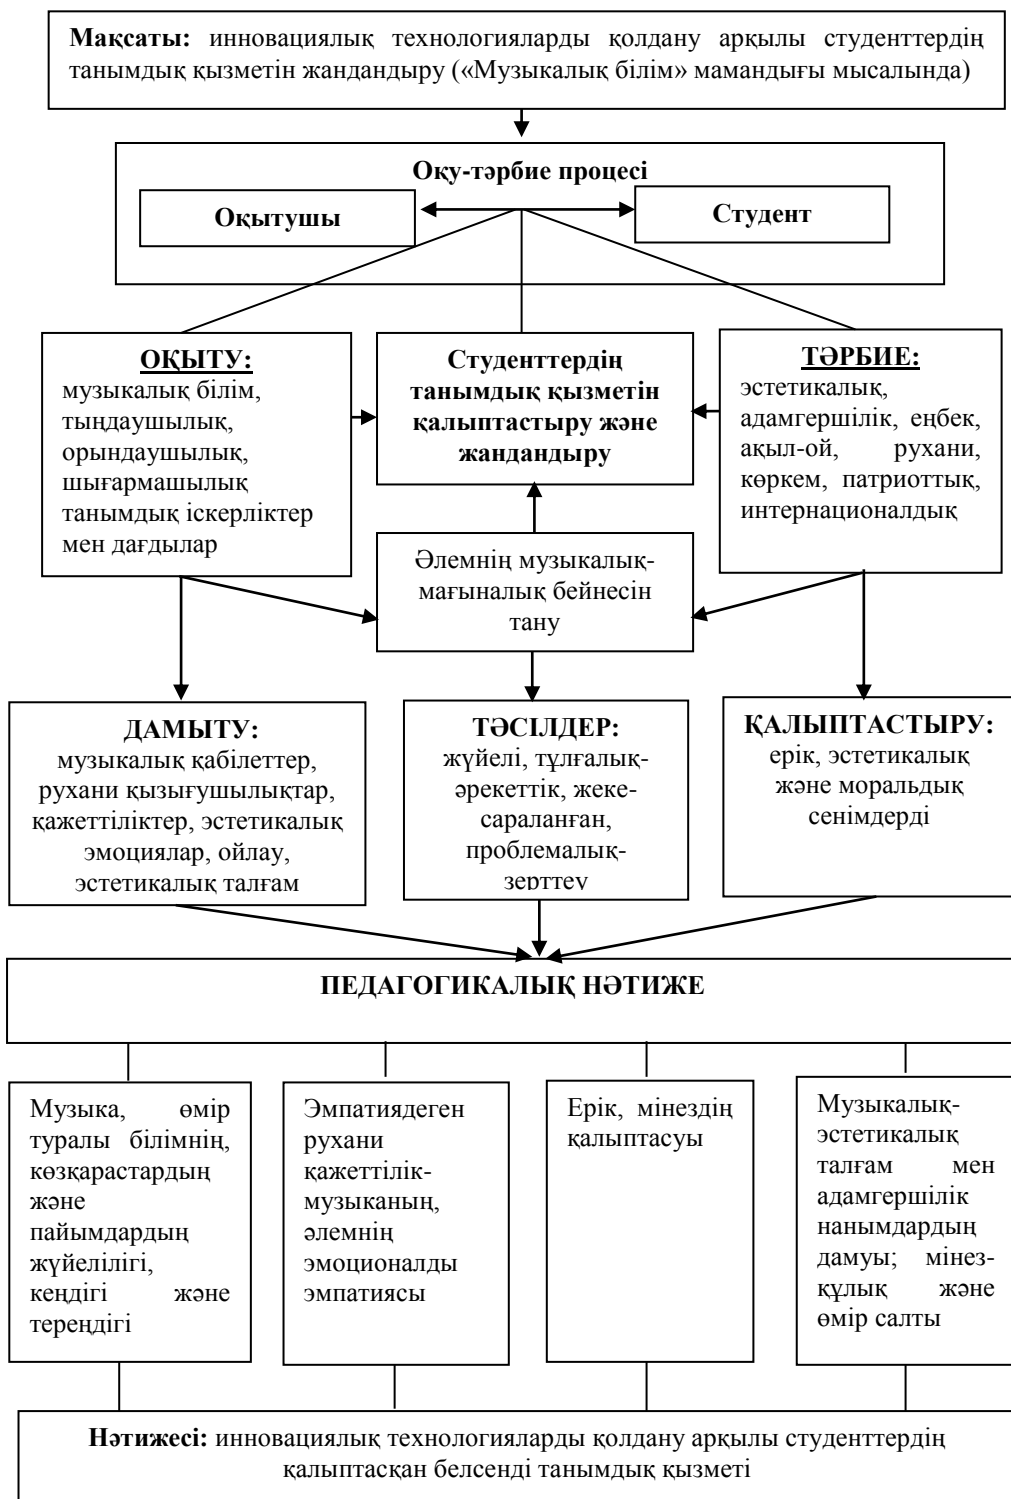 Мақсаты: инновациялық технологияларды қолдану арқылы студенттердің
танымдық қызметін жандандыру («Музыкалық білім» мамандығы мысалында)
Оқу-тәрбие процесі
Оқытушы
Студент
ОҚЫТУ:
музыкалық білім,
тыңдаушылық,
орындаушылық,
шығармашылық
танымдық іскерліктер
мен дағдылар
Студенттердің
танымдық қызметін
қалыптастыру және
жандандыру
ТӘРБИЕ:
эстетикалық,
адамгершілік, еңбек,
ақыл-ой, рухани,
көркем, патриоттық,
интернационалдық
Әлемнің музыкалық-
мағыналық бейнесін
тану
ДАМЫТУ:
музыкалық қабілеттер,
рухани қызығушылықтар,
қажеттіліктер, эстетикалық
эмоциялар, ойлау,
эстетикалық талғам
ТӘСІЛДЕР:
жүйелі, тұлғалық-
әрекеттік, жеке-
сараланған,
проблемалық-
зерттеу
ҚАЛЫПТАСТЫРУ:
ерік, эстетикалық
және моральдық
сенімдерді
ПЕДАГОГИКАЛЫҚ НӘТИЖЕ
Музыка, өмір
туралы білімнің,
көзқарастардың
және
пайымдардың
жүйелілігі,
кеңдігі және
тереңдігі
Эмпатиядеген
рухани
қажеттілік-
музыканың,
әлемнің
эмоционалды
эмпатиясы
Ерік, мінездің
қалыптасуы
Музыкалық-
эстетикалық
талғам мен
адамгершілік
нанымдардың
дамуы; мінез-
құлық және
өмір салты
Нәтижесі: инновациялық технологияларды қолдану арқылы студенттердің
қалыптасқан белсенді танымдық қызметі